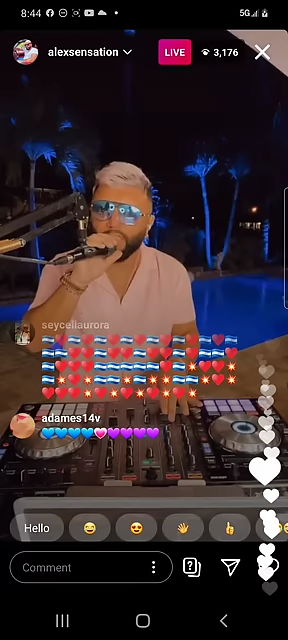 8:44
5G
alexsensation
LIVE
3,176
seycellaurora
adames14v
Hello
Comment